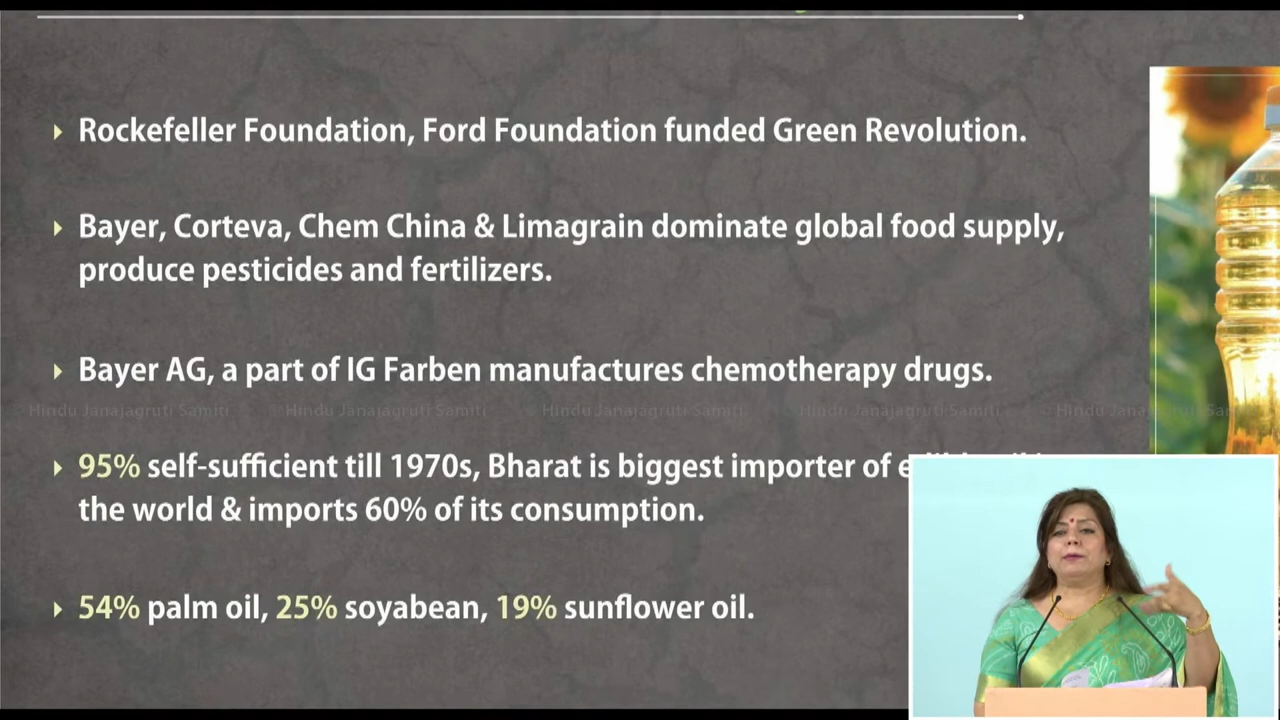 Rockefeller Foundation, Ford Foundation funded Green Revolution.
Bayer, Corteva, Chem China & Limagrain dominate global food supply,
produce pesticides and fertilizers.
Bayer AG, a part of IG Farben manufactures chemotherapy drugs.
Hindu Janajagruti Samiti Hindu Janajagruti Samiti © Hindu Janajagruti Samiti © Hindu Janajagruti Samiti © Hindu Janajagruti
95% self-sufficient till 1970s, Bharat is biggest importer of
the world & imports 60% of its consumption.
54% palm oil, 25% soyabean, 19% sunflower oil.